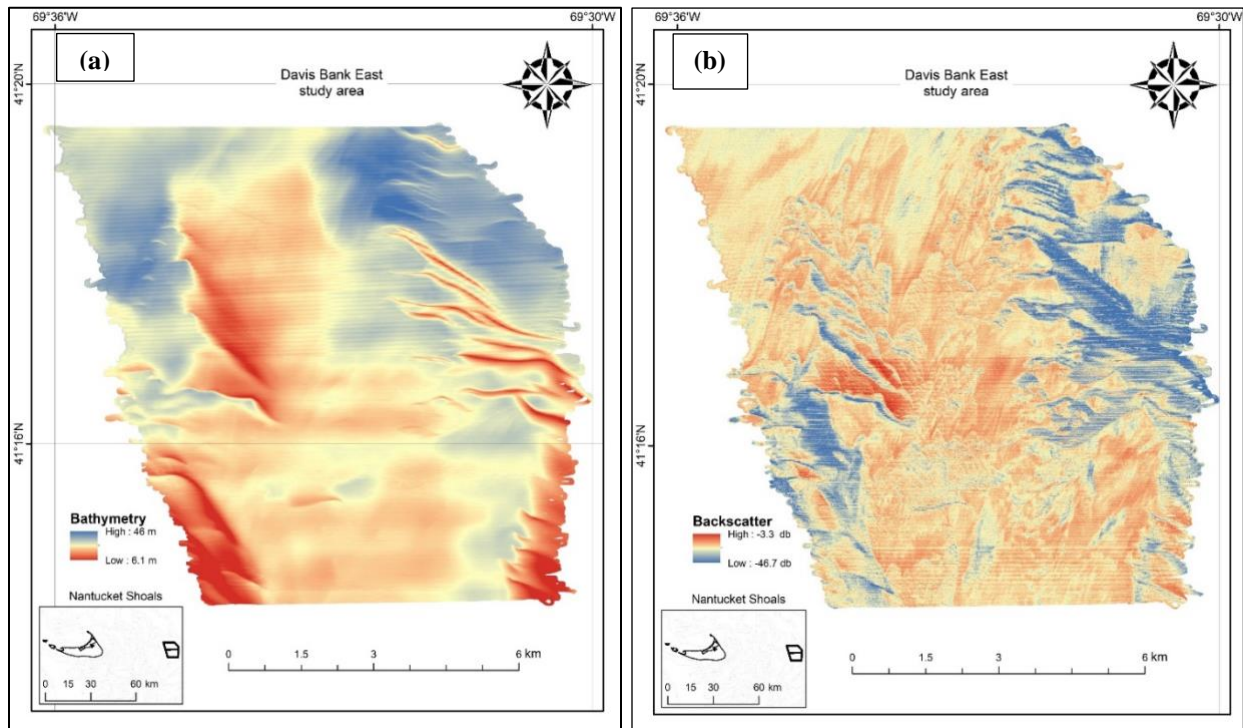 69°36'W
69°30'W
(a)
41°20'N
Davis Bank East
study area
41°16'N
Bathymetry
High : 46 m
Low : 6.1 m
Nantucket Shoals
0 15 30 60 km
0 1.5 3 6 km
69°36'W
69°30'W
(b)
41°20'N
Davis Bank East
study area
41°16'N
Backscatter
High : -3.3 db
Low : -46.7 db
Nantucket Shoals
0 15 30 60 km
0 1.5 3 6 km